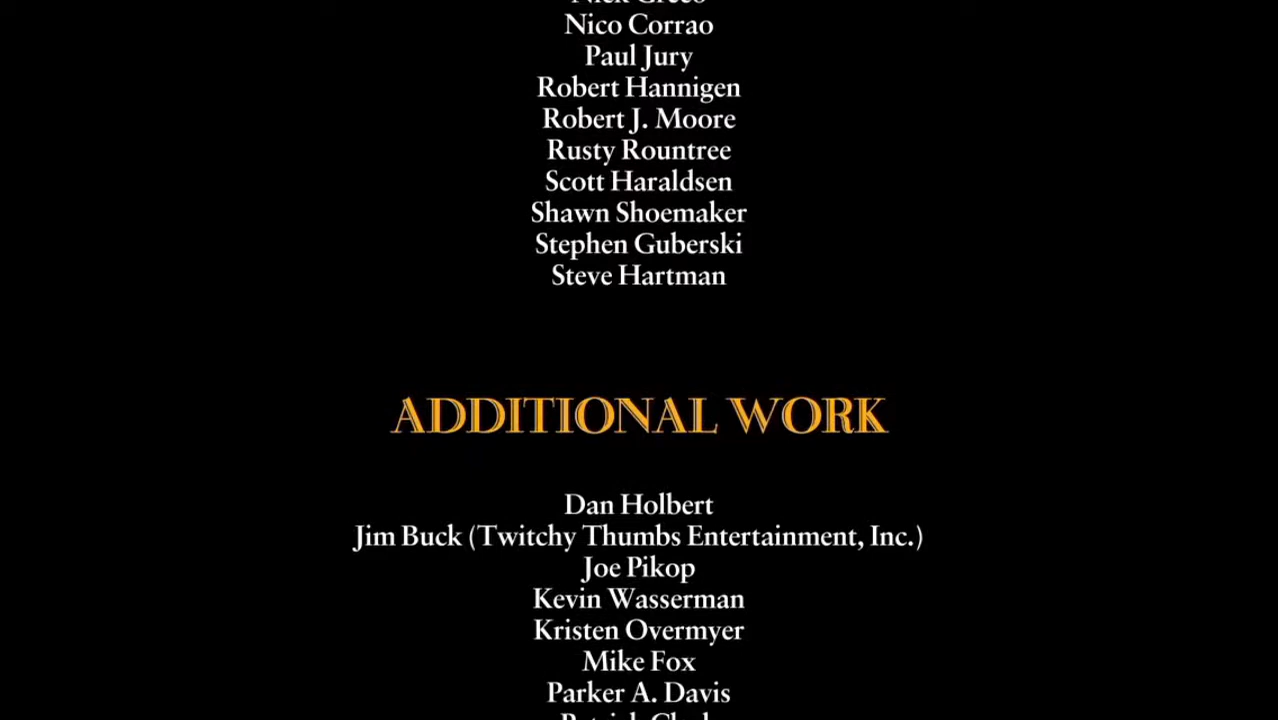 Nico Corrao
Paul Jury
Robert Hannigen
Robert J. Moore
Rusty Rountree
Scott Haraldsen
Shawn Shoemaker
Stephen Guberski
Steve Hartman
ADDITIONAL WORK
Dan Holbert
Jim Buck (Twitchy Thumbs Entertainment, Inc.)
Joe Pikop
Kevin Wasserman
Kristen Overmyer
Mike Fox
Parker A. Davis